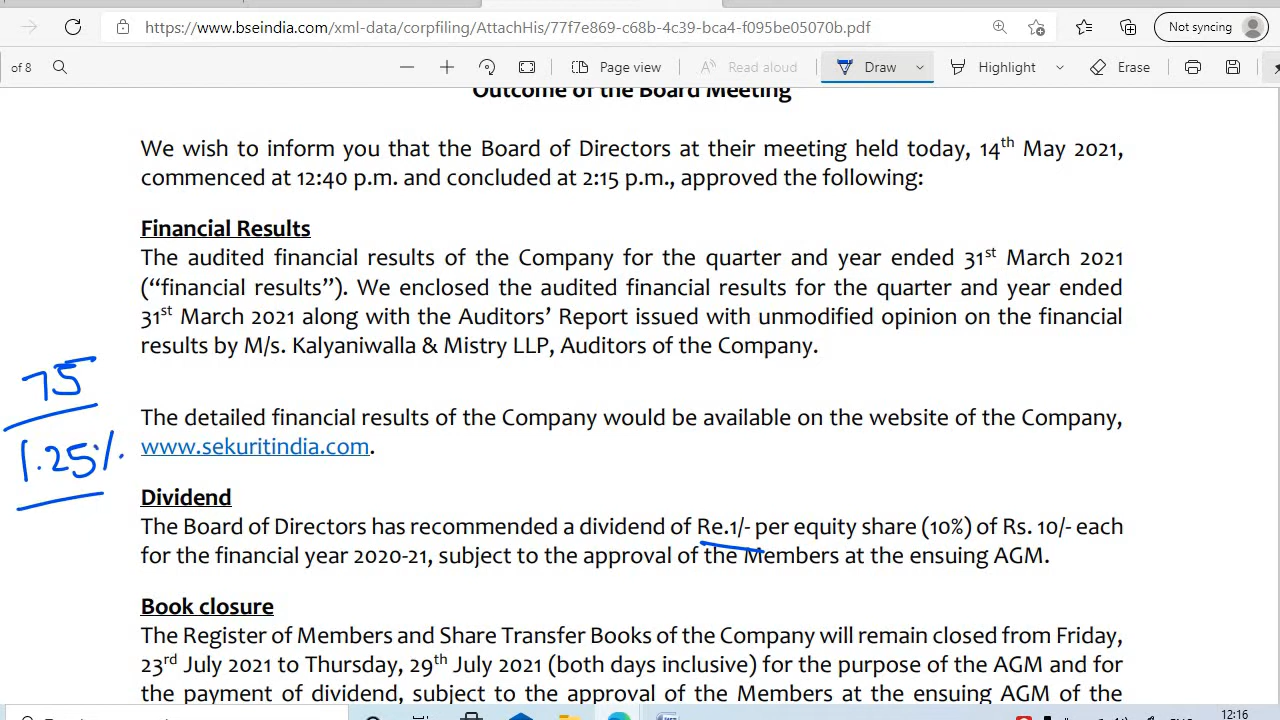 https://www.bseindia.com/xml-data/corpfiling/AttachHis/77f7e869-c68b-4c39-bca4-f095be05070b.pdf
Not syncing
of 8
Page view
Read aloud
Draw
Highlight
Erase
Outcome of the Board Meeting
We wish to inform you that the Board of Directors at their meeting held today, 14th May 2021,
commenced at 12:40 p.m. and concluded at 2:15 p.m., approved the following:
Financial Results
The audited financial results of the Company for the quarter and year ended 31st March 2021
(“financial results”). We enclosed the audited financial results for the quarter and year ended
31st March 2021 along with the Auditors’ Report issued with unmodified opinion on the financial
results by M/s. Kalyaniwalla & Mistry LLP, Auditors of the Company.
75
The detailed financial results of the Company would be available on the website of the Company,
www.sekuritindia.com.
1.25%
Dividend
The Board of Directors has recommended a dividend of Re.1/- per equity share (10%) of Rs. 10/- each
for the financial year 2020-21, subject to the approval of the Members at the ensuing AGM.
Book closure
The Register of Members and Share Transfer Books of the Company will remain closed from Friday,
23rd July 2021 to Thursday, 29th July 2021 (both days inclusive) for the purpose of the AGM and for
the payment of dividend, subject to the approval of the Members at the ensuing AGM of the
12:16